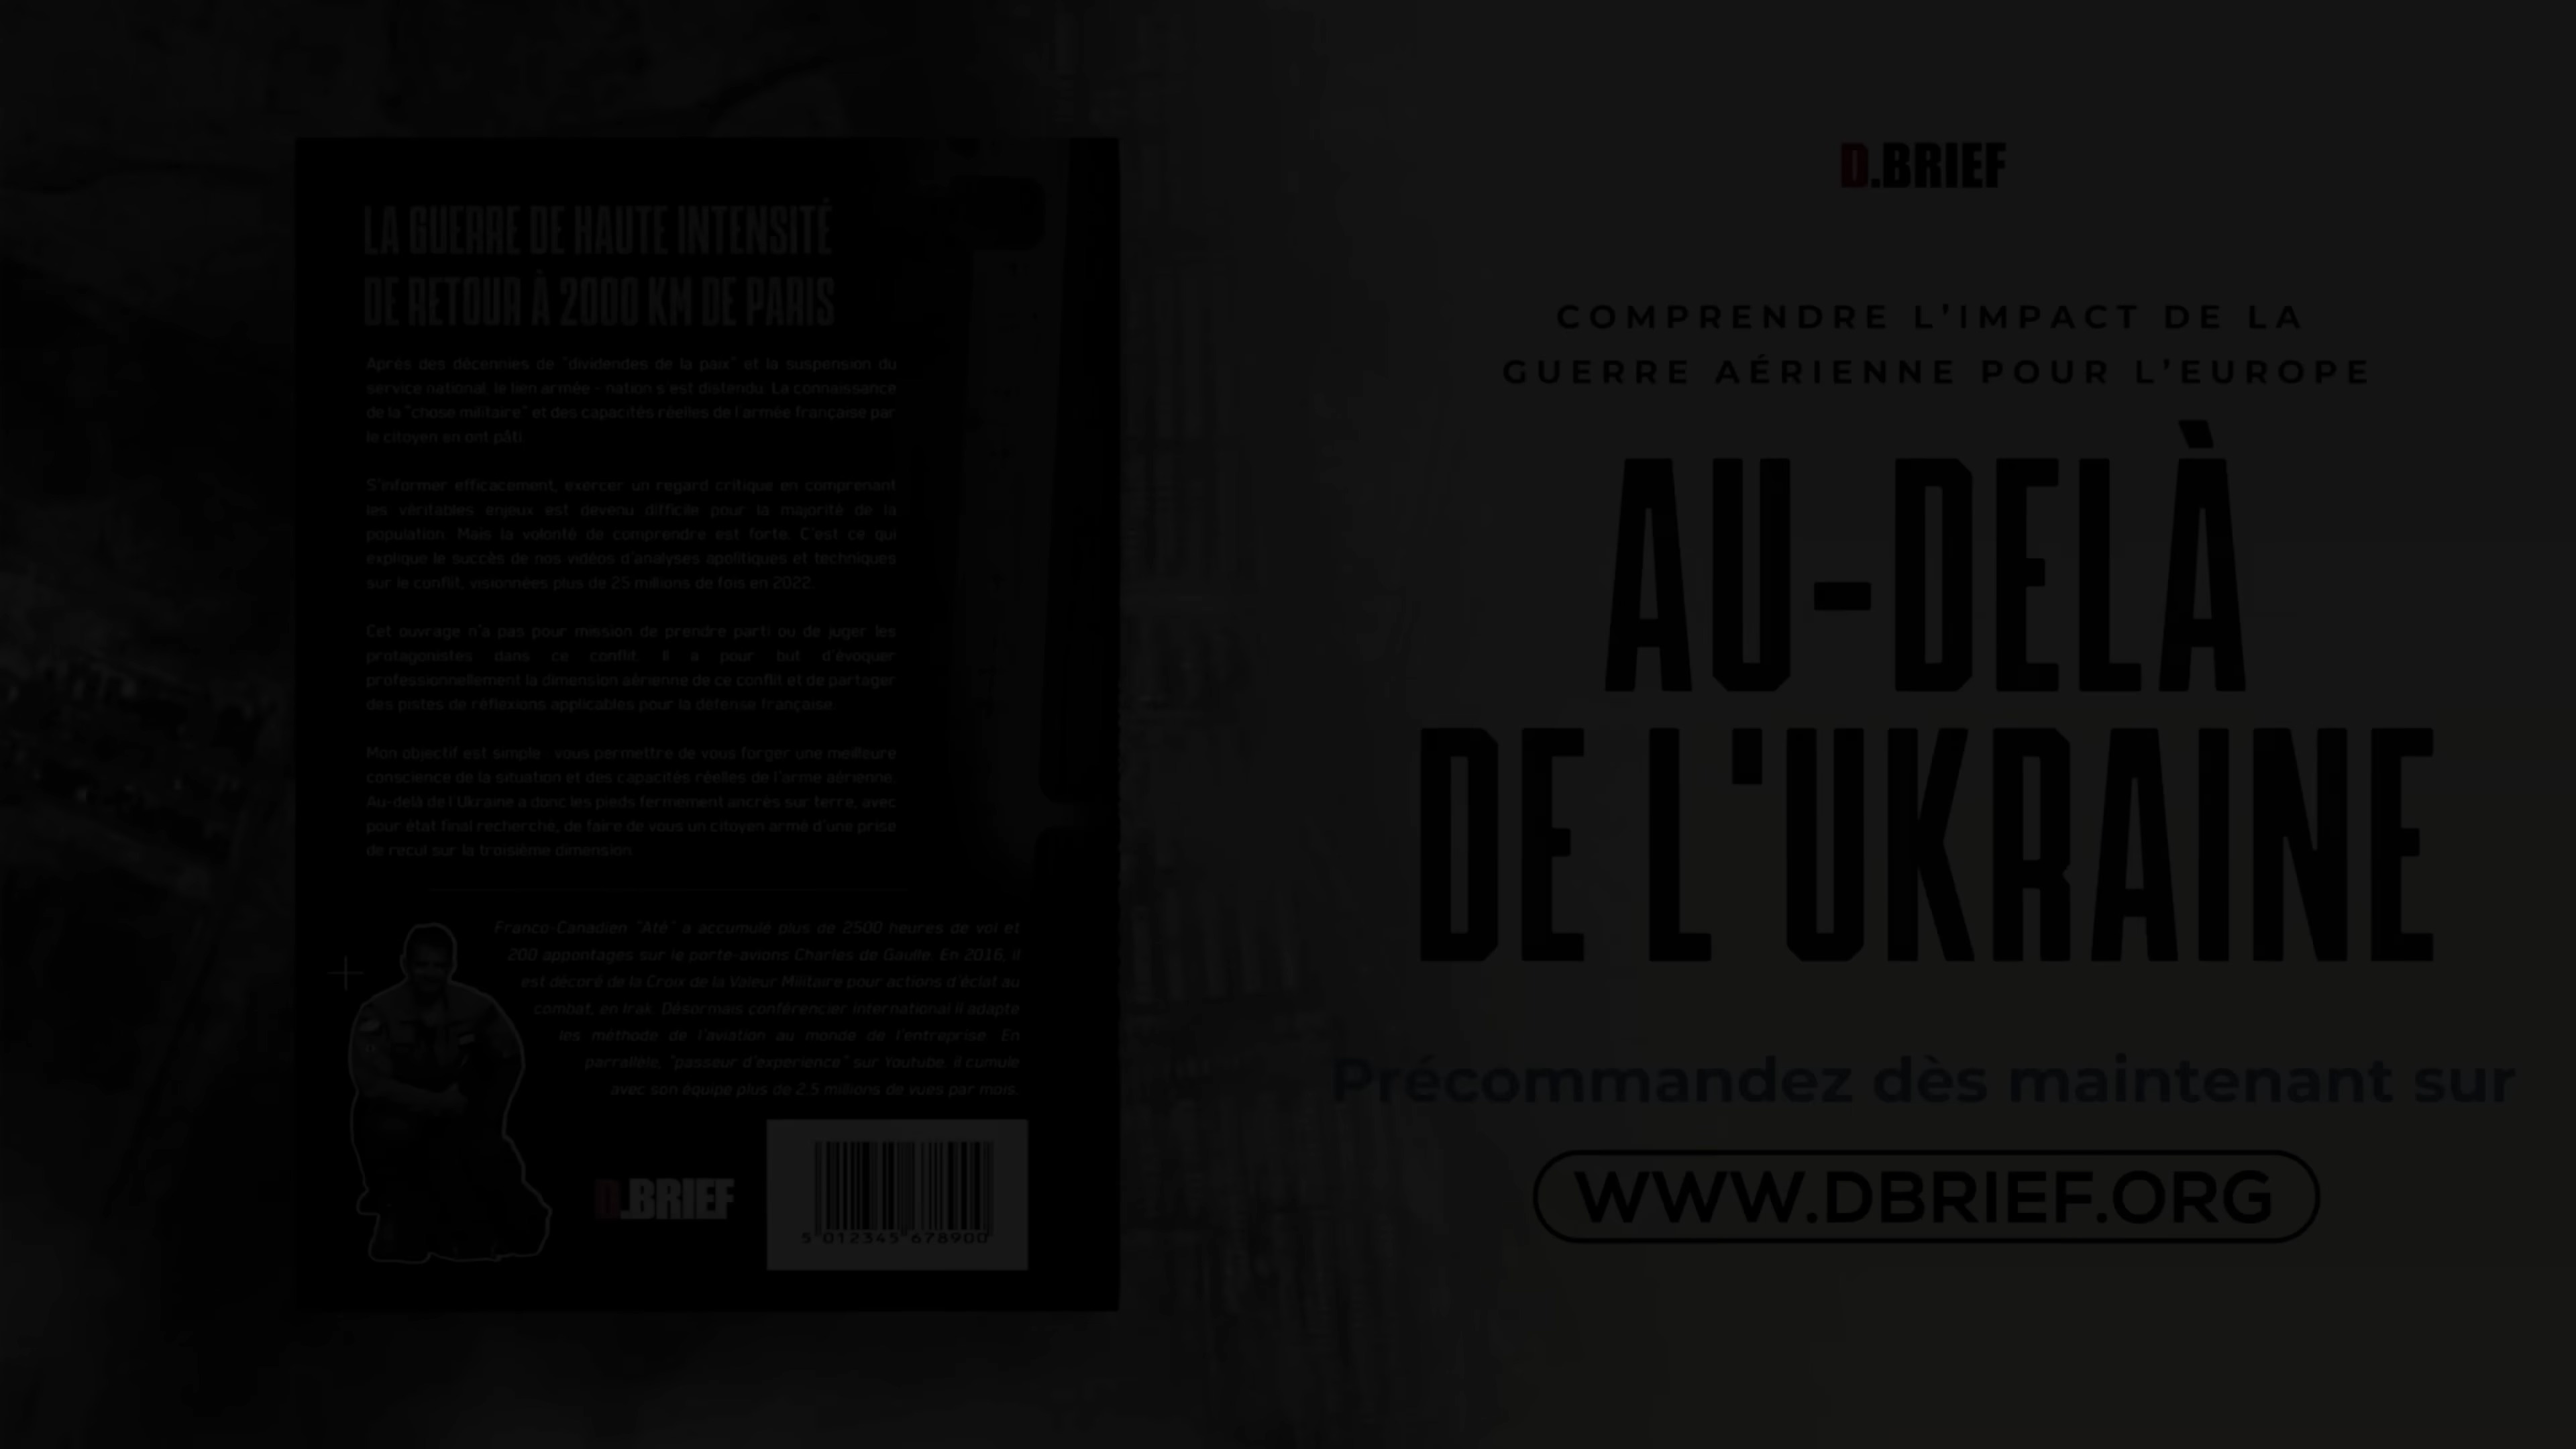 LA GUERRE DE HAUTE INTENSITÉ
DE RETOUR À 2000 KM DE PARIS
Après des décennies de "dividendes de la paix" et la suspension du
service national, le lien armée - nation s'est distendu. La connaissance
de la "chose militaire" et des capacités réelles de l'armée française par
le citoyen en ont pâti.
S'informer efficacement, exercer un regard critique en comprenant
les véritables enjeux est devenu difficile pour la majorité de la
population. Mais la volonté de comprendre est forte. C'est ce qui
explique le succès de nos vidéos d'analyses apolitiques et techniques
sur le conflit, visionnées plus de 25 millions de fois en 2022.
Cet ouvrage n'a pas pour mission de prendre parti ou de juger les
protagonistes dans ce conflit. Il a pour but d'évoquer
professionnellement la dimension aérienne de ce conflit et de partager
des pistes de réflexions applicables pour la défense française.
Mon objectif est simple : vous permettre de vous forger une meilleure
conscience de la situation et des capacités réelles de l'arme aérienne.
Au-delà de l'Ukraine a donc les pieds fermement ancrés sur terre, avec
pour état final recherché, de faire de vous un citoyen armé d'une prise
de recul sur la troisième dimension.
Franco-Canadien "Até" a accumulé plus de 2500 heures de vol et
200 appontages sur le porte-avions Charles de Gaulle. En 2016, il
est décoré de la Croix de la Valeur Militaire pour actions d'éclat au
combat, en Irak. Désormais conférencier international il adapte
les méthode de l'aviation au monde de l'entreprise. En
parrallèle, "passeur d'expérience" sur Youtube, il cumule
avec son équipe plus de 2,5 millions de vues par mois.
D.BRIEF
5 012345 678900
D.BRIEF
COMPRENDRE L'IMPACT DE LA
GUERRE AÉRIENNE POUR L'EUROPE
AU-DELÀ
DE L'UKRAINE
Précommandez dès maintenant sur
WWW.DBRIEF.ORG